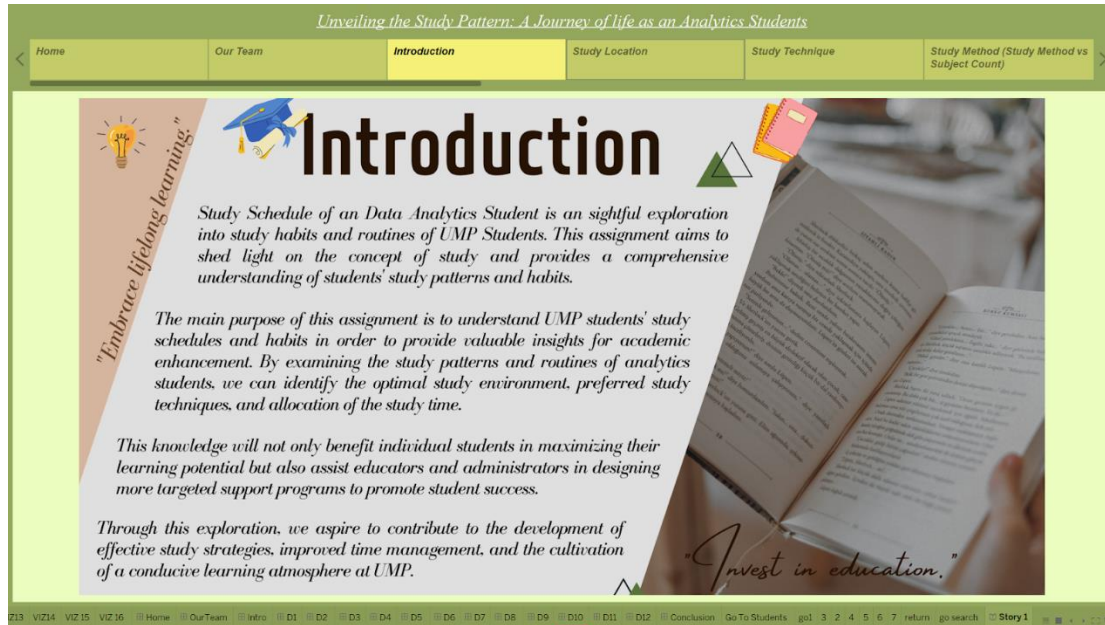 Unveiling the Study Pattern: A Journey of life as an Analytics Students
Home
Our Team
Introduction
Study Location
Study Technique
Study Method (Study Method vs
Subject Count)
Introduction
"Embrace lifelong learning."
Study Schedule of an Data Analytics Student is an sightful exploration
into study habits and routines of UMP Students. This assignment aims to
shed light on the concept of study and provides a comprehensive
understanding of students' study patterns and habits.
The main purpose of this assignment is to understand UMP students' study
schedules and habits in order to provide valuable insights for academic
enhancement. By examining the study patterns and routines of analytics
students, we can identify the optimal study environment, preferred study
techniques, and allocation of the study time.
This knowledge will not only benefit individual students in maximizing their
learning potential but also assist educators and administrators in designing
more targeted support programs to promote student success.
Through this exploration, we aspire to contribute to the development of
effective study strategies, improved time management, and the cultivation
of a conducive learning atmosphere at UMP.
"Invest in education."
Z13 VIZ14 VIZ 15 VIZ 16 Home OurTeam Intro D1 D2 D3 D4 D5 D6 D7 D8 D9 D10 D11 D12 Conclusion Go To Students go1 3 2 4 5 6 7 return go search Story 1